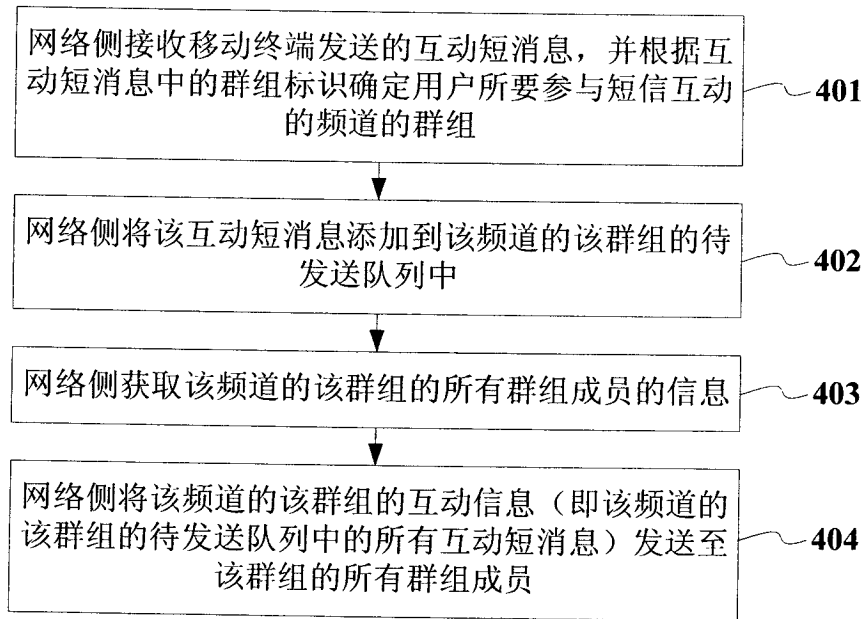 网络侧接收移动终端发送的互动短消息，并根据互
动短消息中的群组标识确定用户所要参与短信互动
的频道的群组
401
网络侧将该互动短消息添加到该频道的该群组的待
发送队列中
402
网络侧获取该频道的该群组的所有群组成员的信息
403
网络侧将该频道的该群组的互动信息（即该频道的
该群组的待发送队列中的所有互动短消息）发送至
该群组的所有群组成员
404